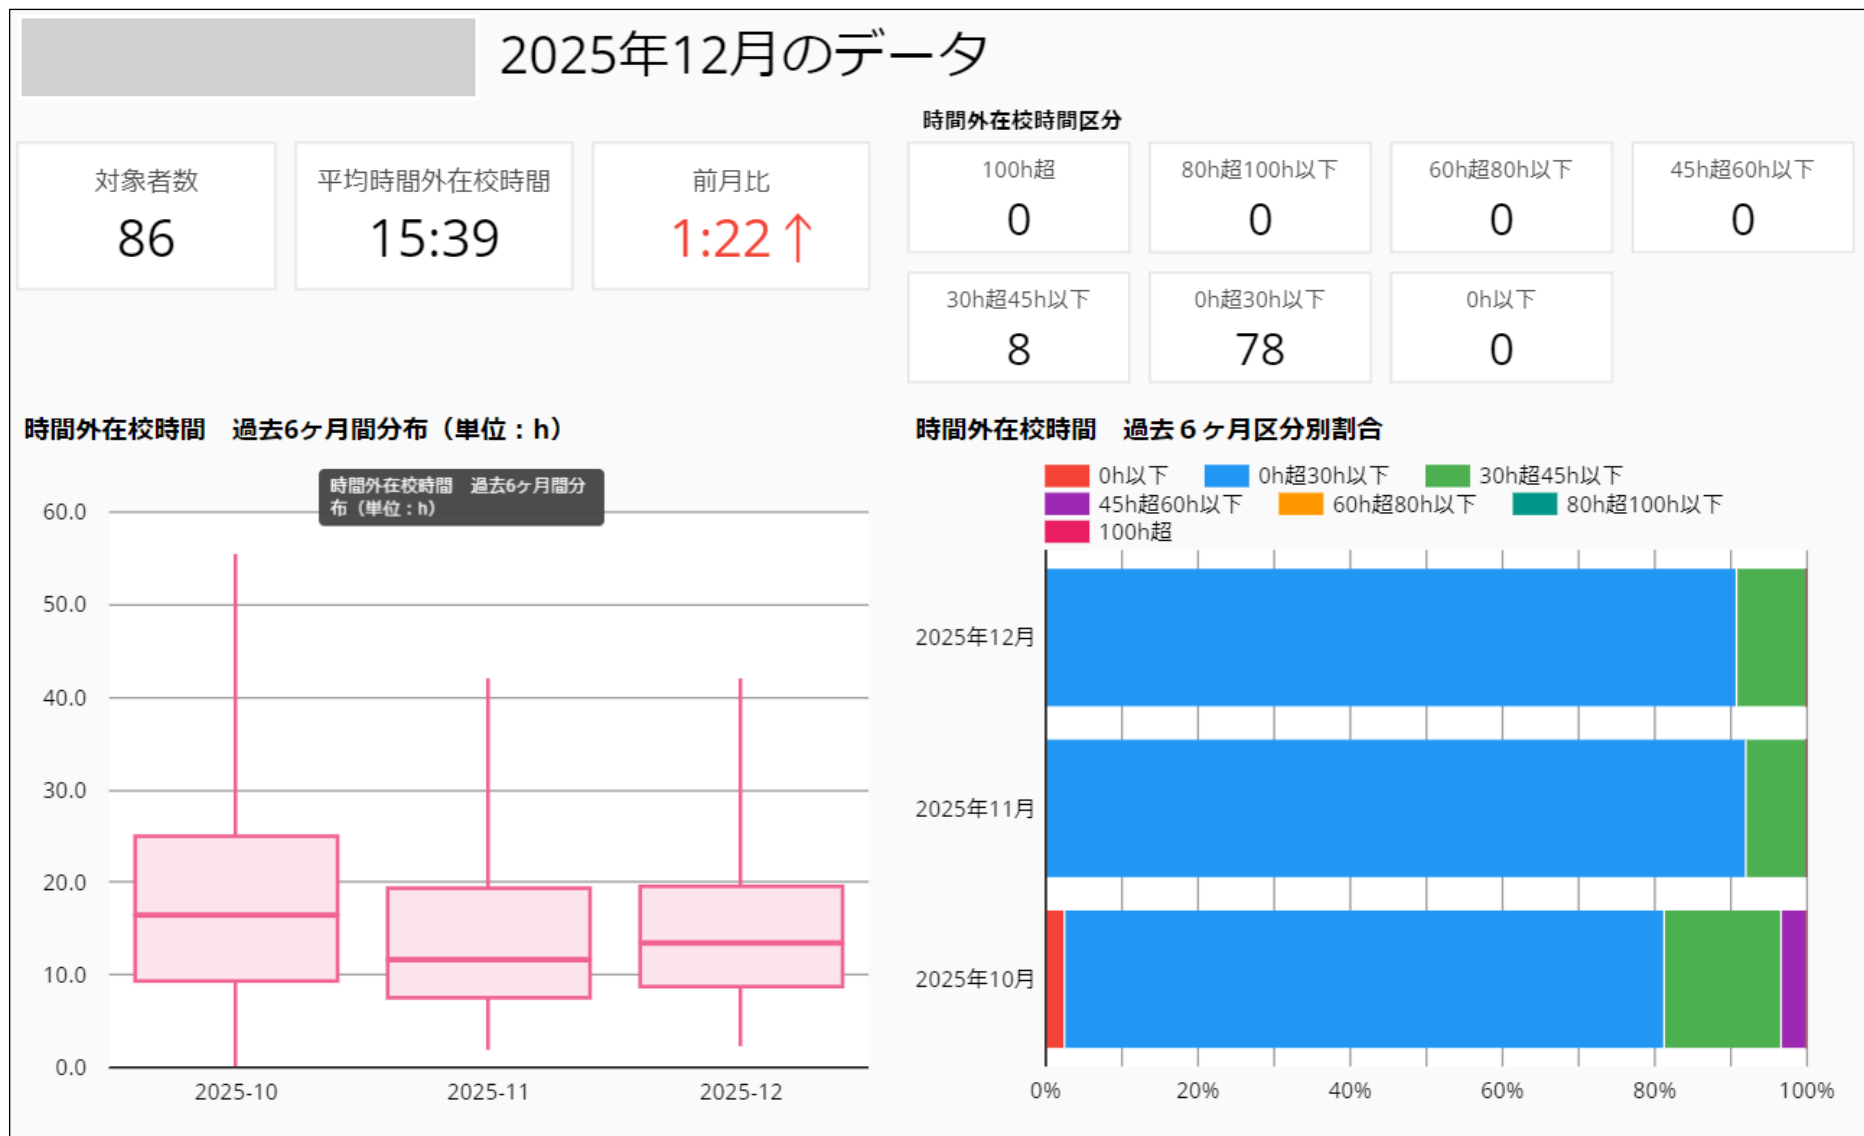 2025年12月のデータ
対象者数
86
平均時間外在校時間
15:39
前月比
1:22↑
時間外在校時間区分
100h超
0
80h超100h以下
0
60h超80h以下
0
45h超60h以下
0
30h超45h以下
8
0h超30h以下
78
0h以下
0
時間外在校時間　過去6ヶ月間分布（単位：h）
時間外在校時間　過去6ヶ月間分
布（単位：h）
60.0
50.0
40.0
30.0
20.0
10.0
0.0
2025-10
2025-11
2025-12
時間外在校時間　過去６ヶ月区分別割合
0h以下
0h超30h以下
30h超45h以下
45h超60h以下
60h超80h以下
80h超100h以下
100h超
2025年12月
2025年11月
2025年10月
0%
20%
40%
60%
80%
100%